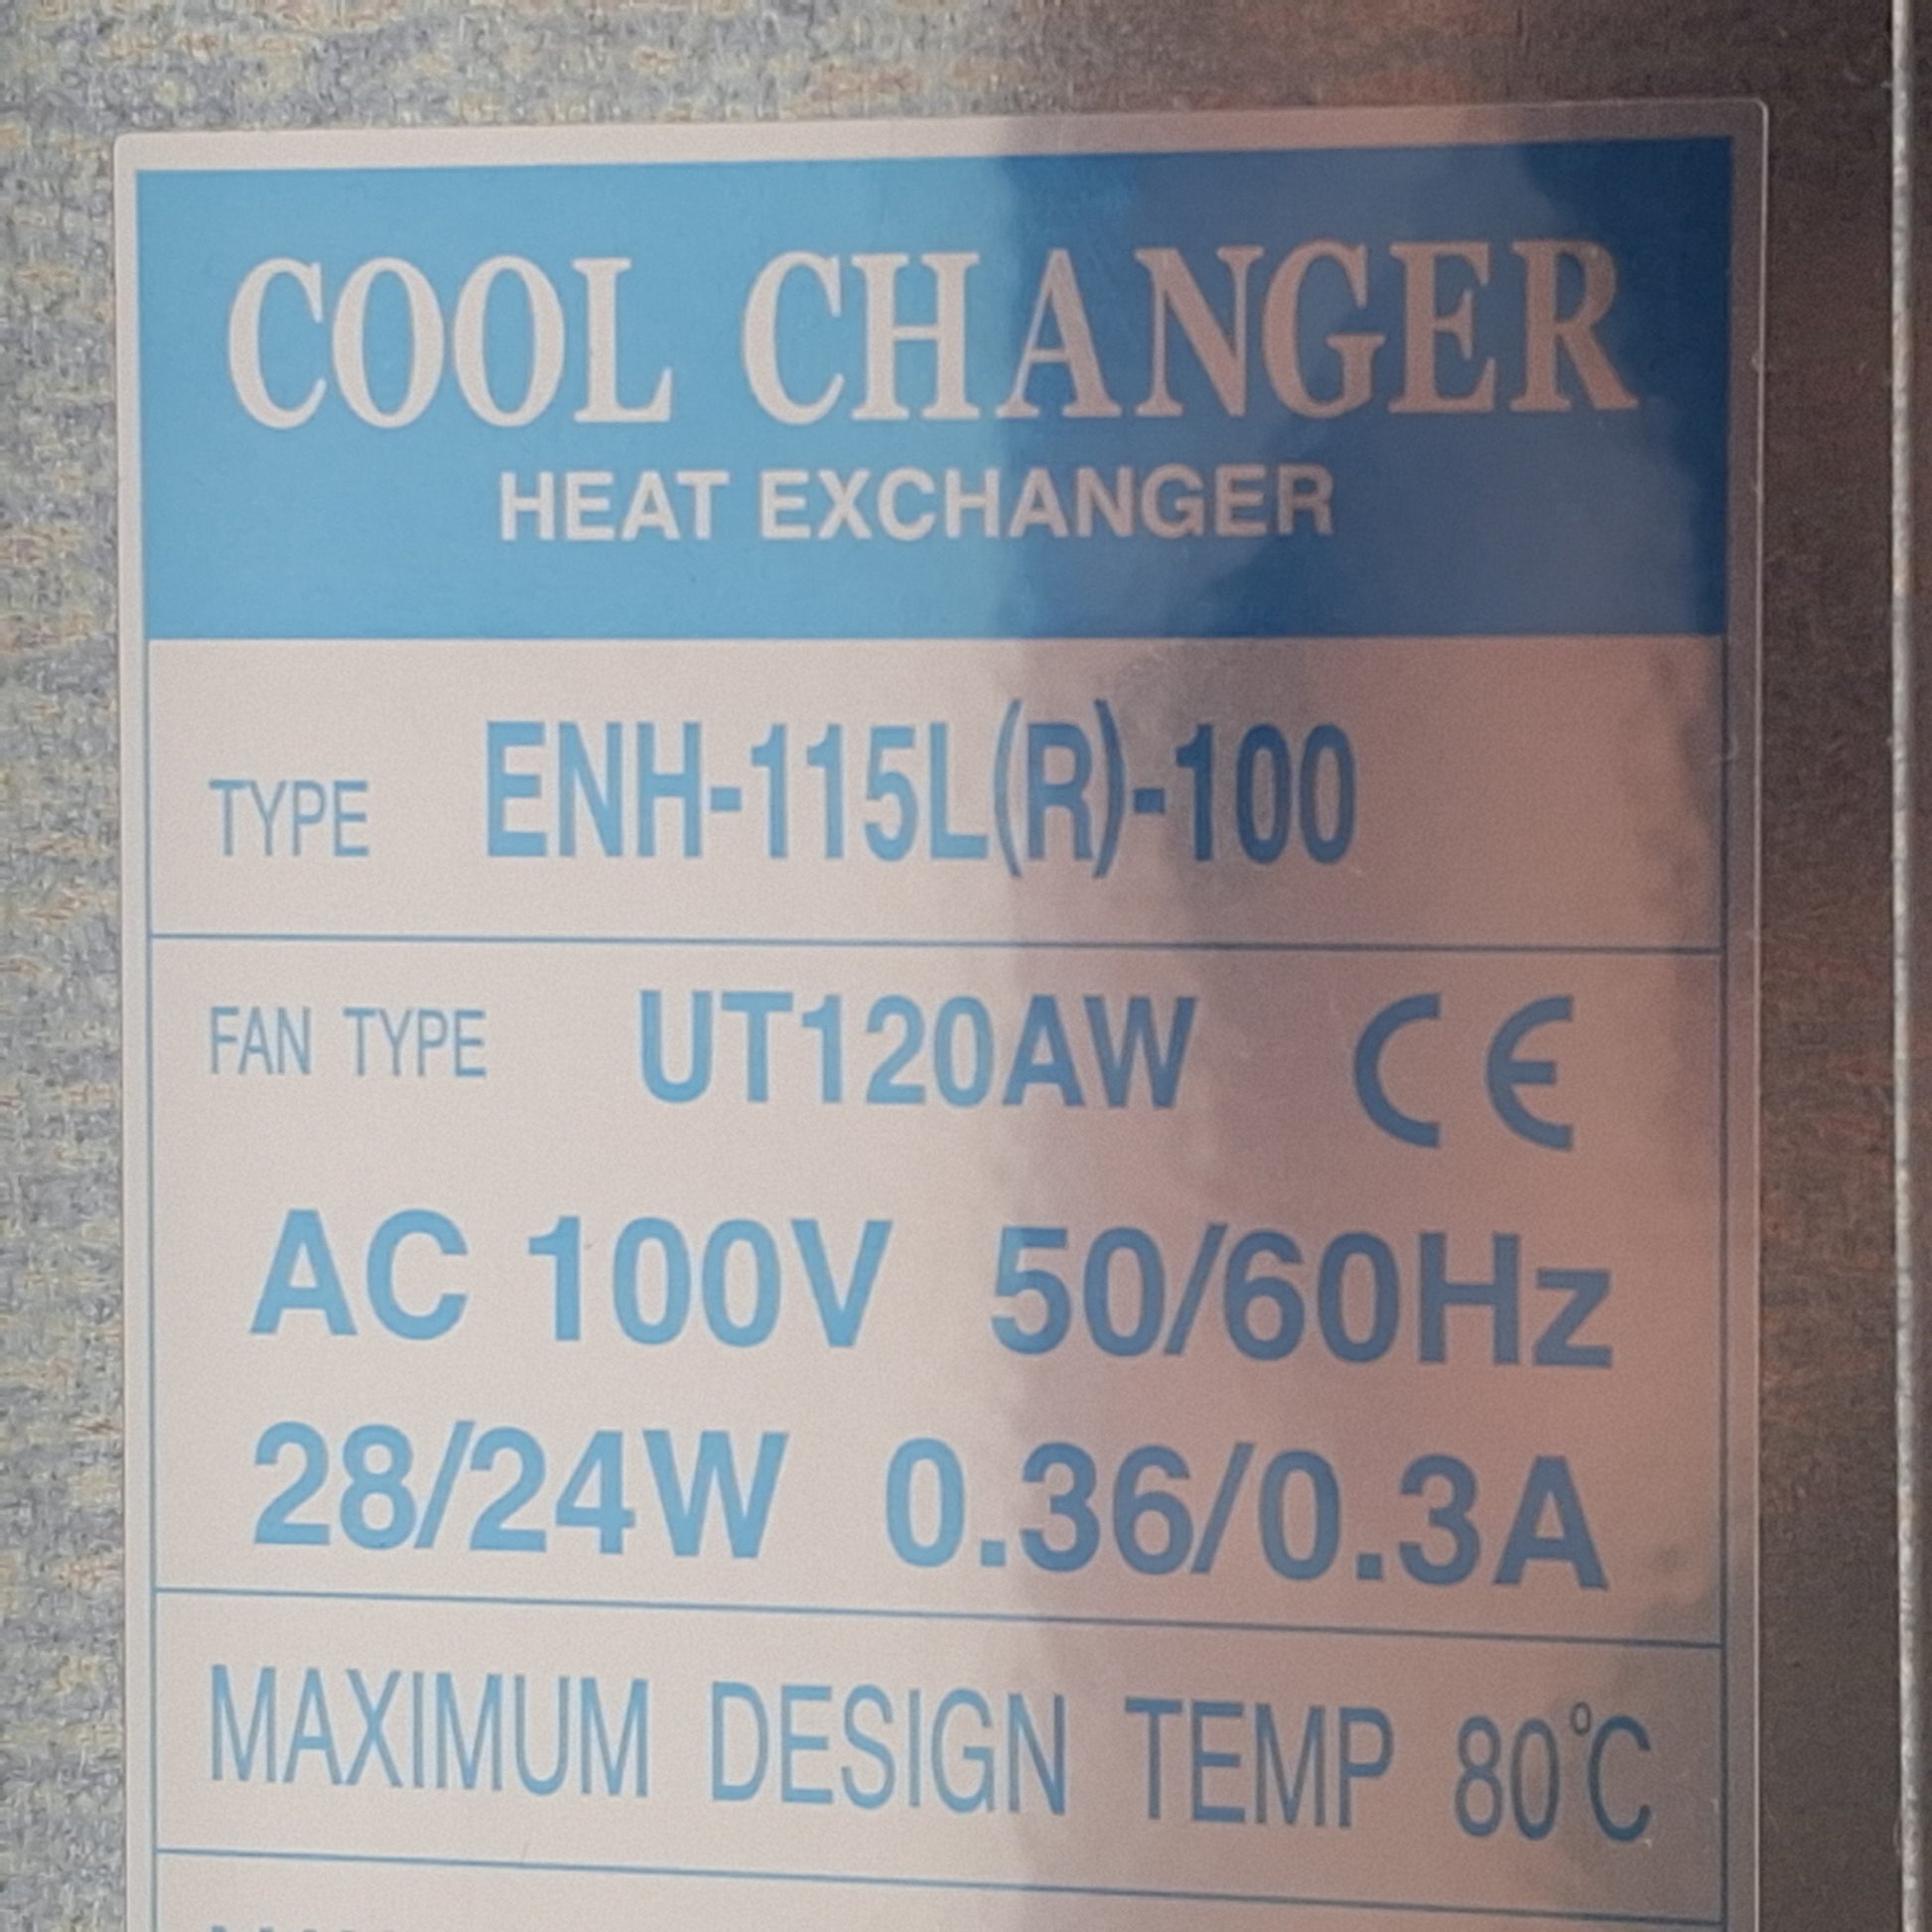 COOL CHANGER
HEAT EXCHANGER
TYPE ENH-115L(R)-100
FAN TYPE UT120AW CE
AC 100V 50/60Hz
28/24W 0.36/0.3A
MAXIMUM DESIGN TEMP 80°C